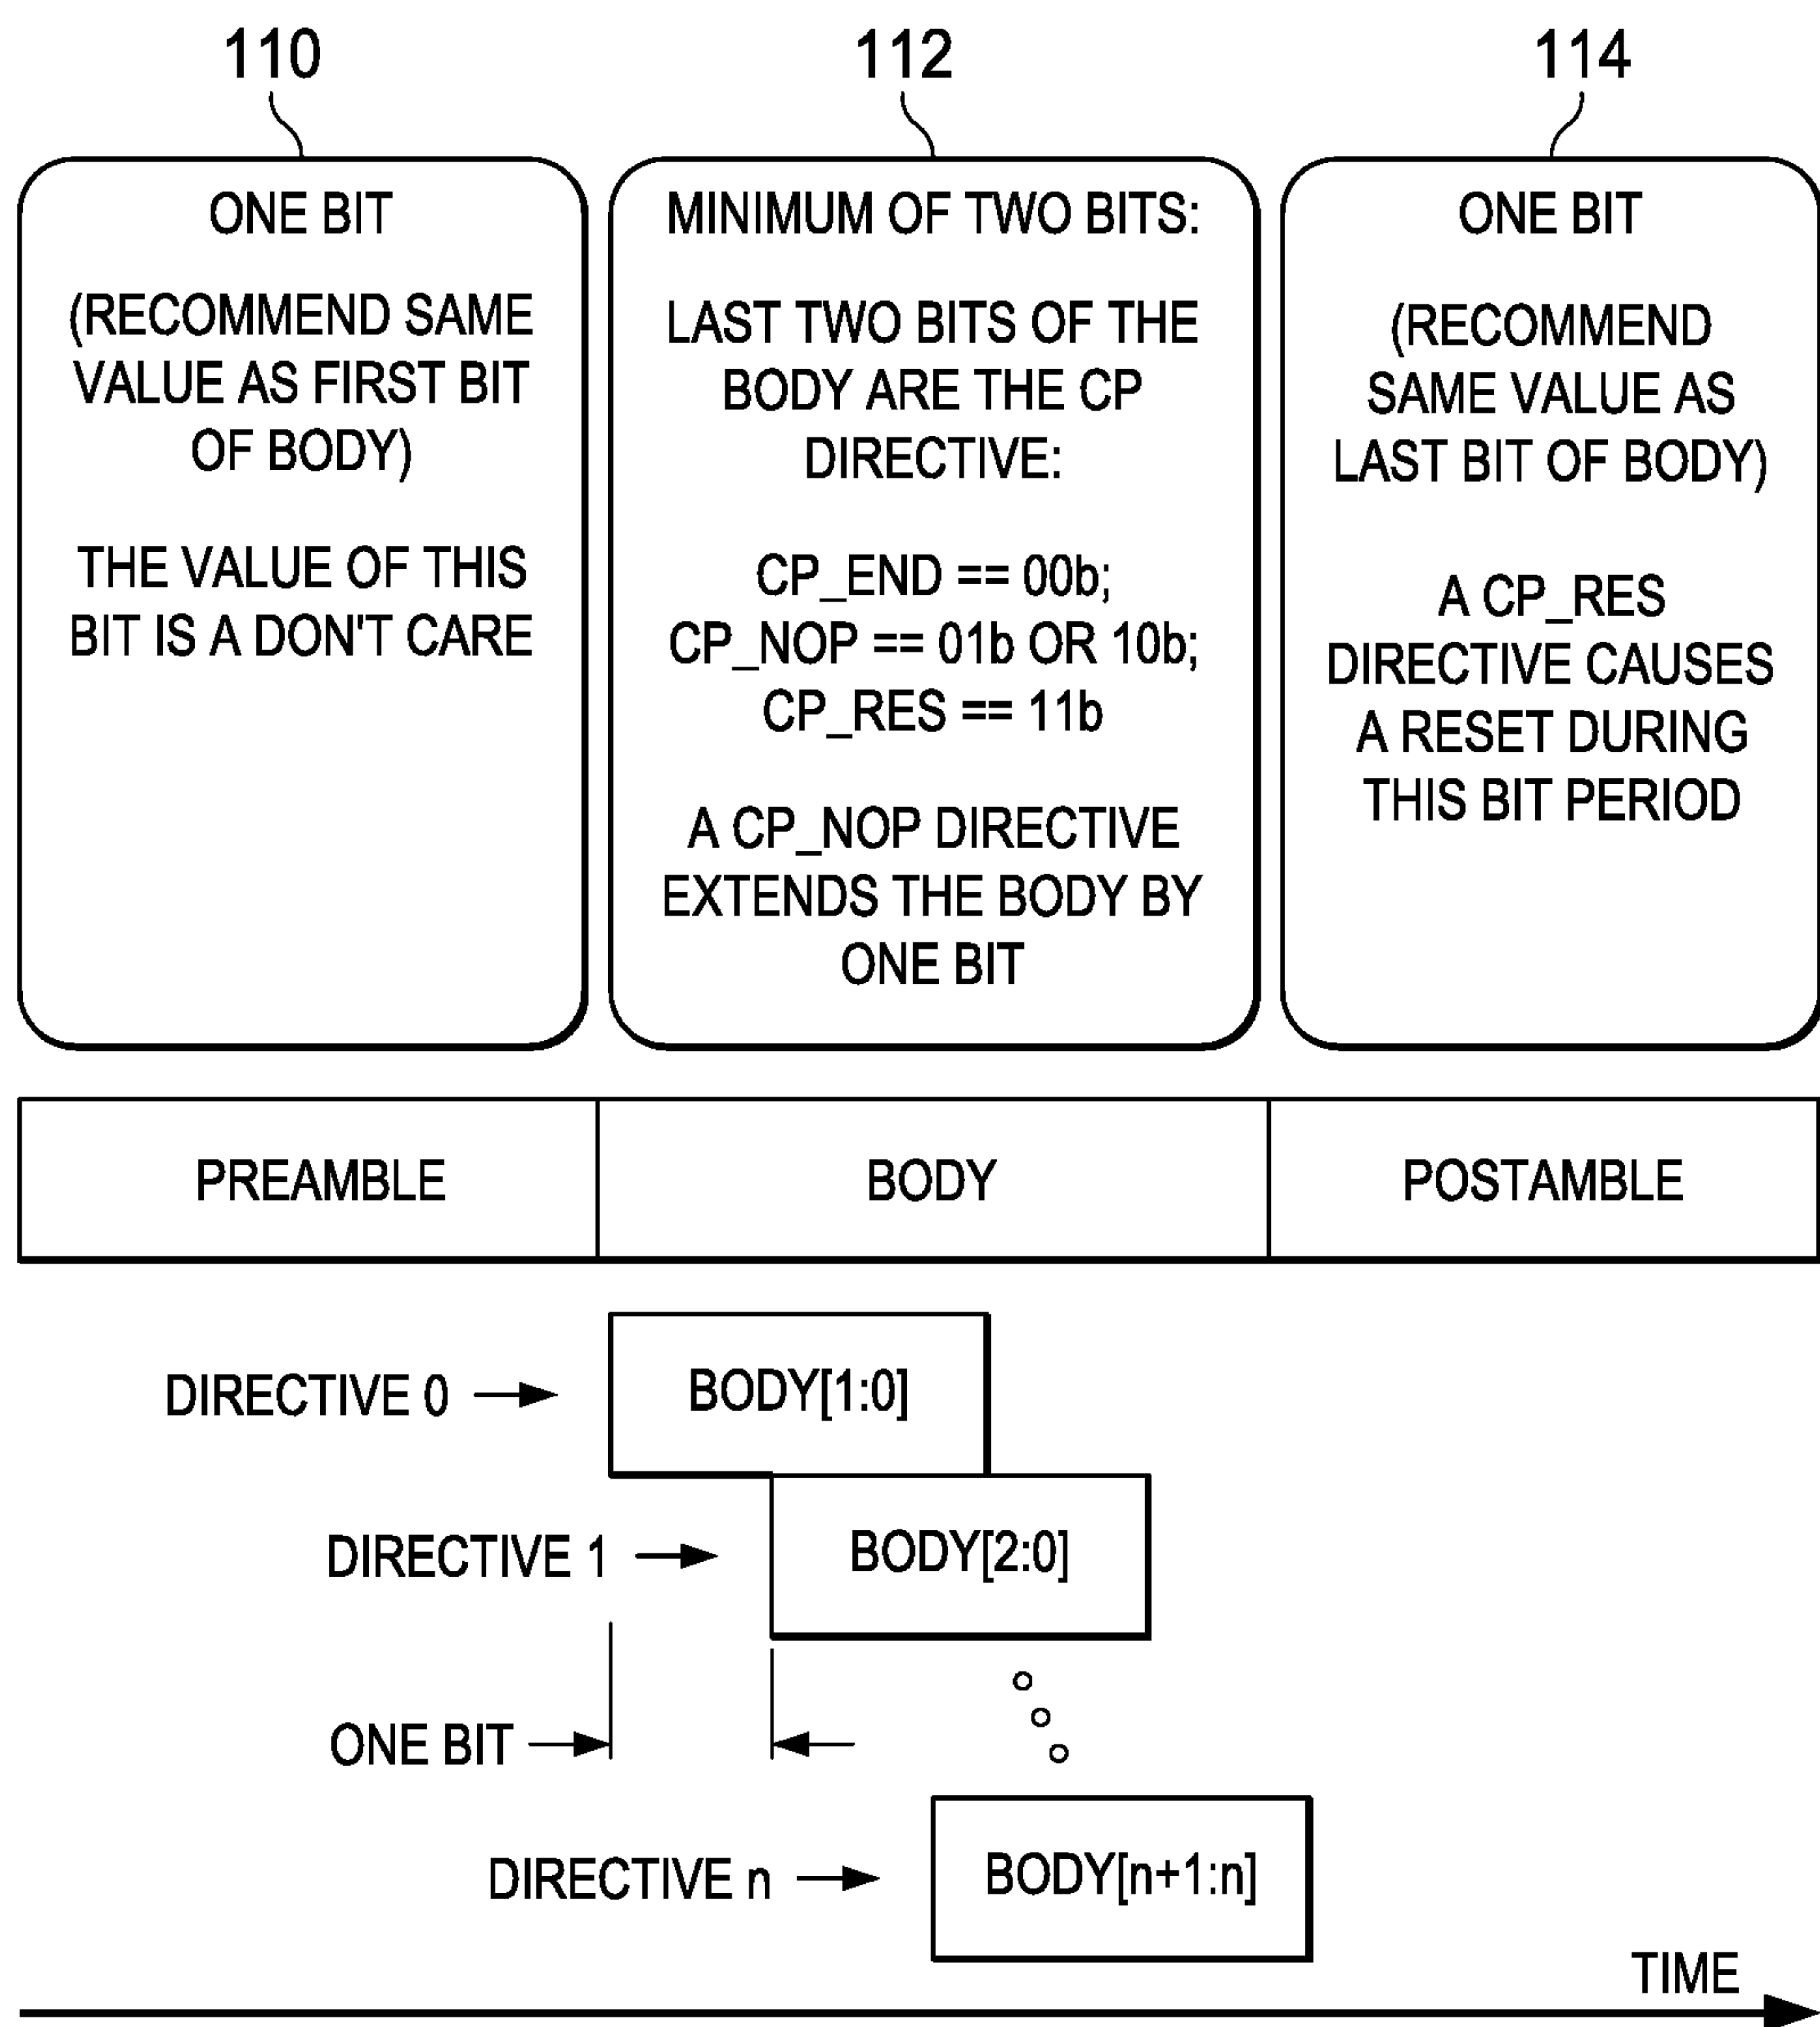 110
112
114
ONE BIT
(RECOMMEND SAME
VALUE AS FIRST BIT
OF BODY)
THE VALUE OF THIS
BIT IS A DON'T CARE
MINIMUM OF TWO BITS:
LAST TWO BITS OF THE
BODY ARE THE CP
DIRECTIVE:
CP_END == 00b;
CP_NOP == 01b OR 10b;
CP_RES == 11b
A CP_NOP DIRECTIVE
EXTENDS THE BODY BY
ONE BIT
ONE BIT
(RECOMMEND
SAME VALUE AS
LAST BIT OF BODY)
A CP_RES
DIRECTIVE CAUSES
A RESET DURING
THIS BIT PERIOD
PREAMBLE
BODY
POSTAMBLE
DIRECTIVE 0
BODY[1:0]
DIRECTIVE 1
BODY[2:0]
ONE BIT
DIRECTIVE n
BODY[n+1:n]
TIME